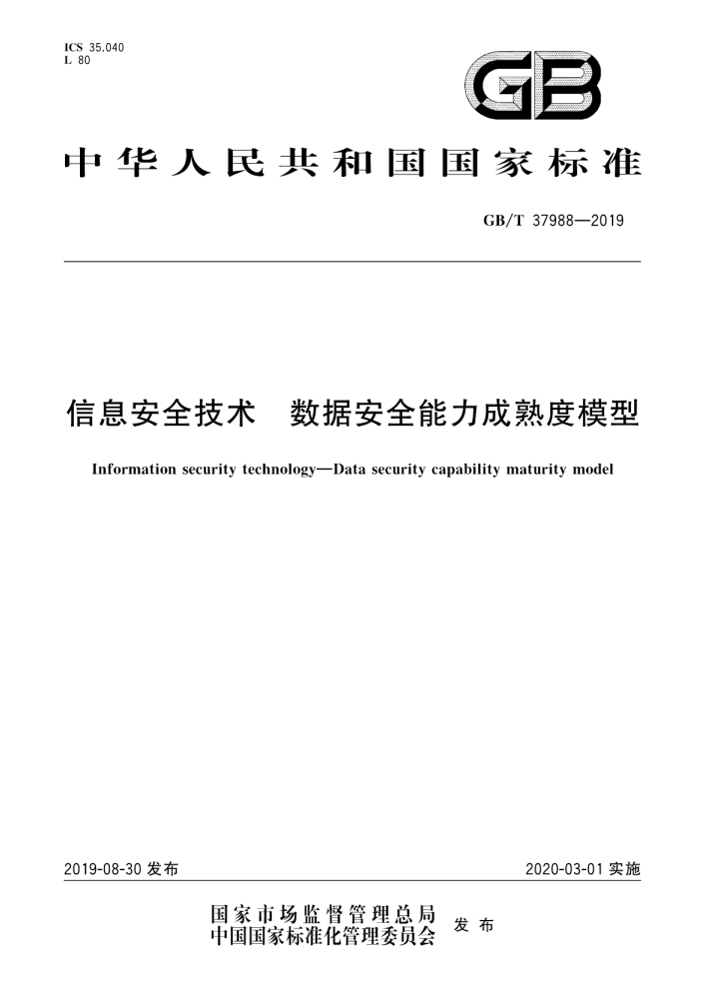 ICS 35.040
L 80
GB
中华人民共和国国家标准
GB/T 37988—2019
信息安全技术 数据安全能力成熟度模型
Information security technology—Data security capability maturity model
2019-08-30 发布
2020-03-01 实施
国家市场监督管理总局
中国国家标准化管理委员会
发布